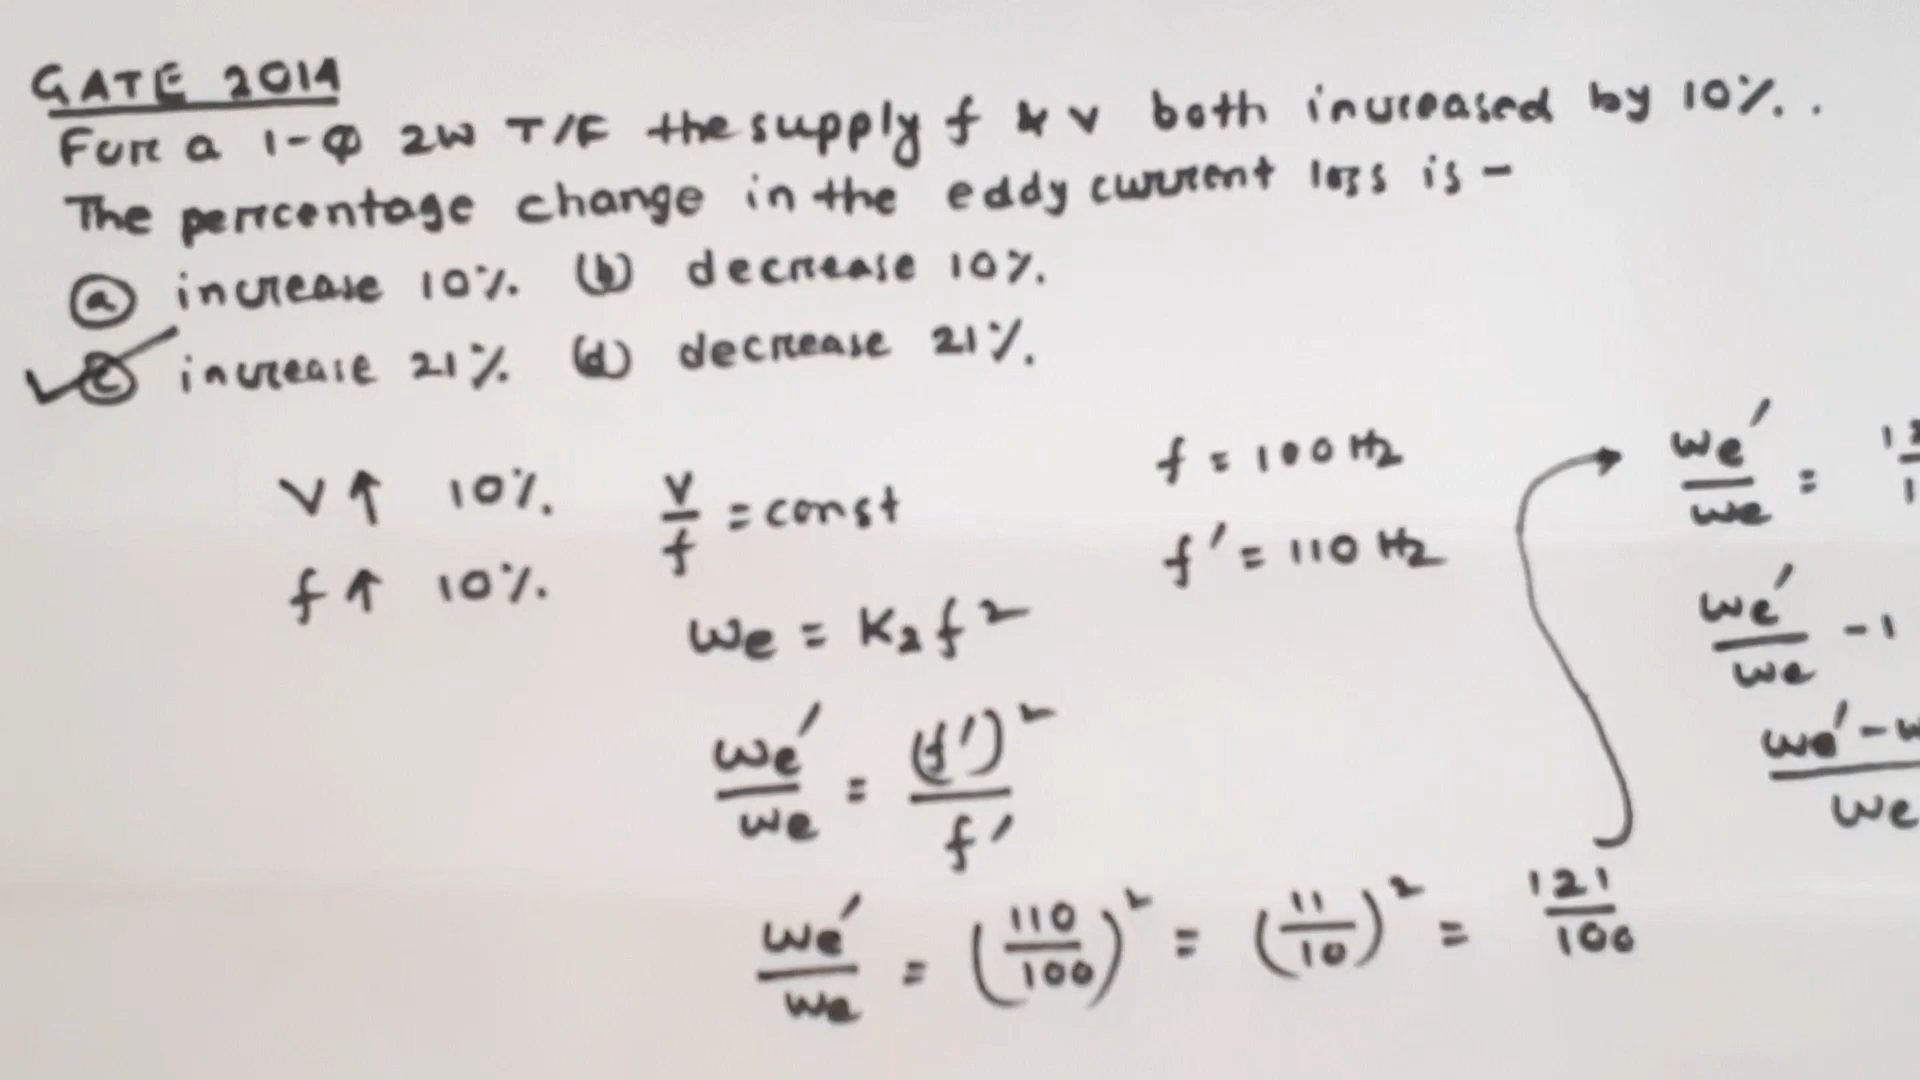 GATE 2014
For a 1-Φ 2W T/F the supply f & v both increased by 10%..
The percentage change in the eddy current loss is -
(a) increase 10%. (b) decrease 10%.
(c) increase 21% (d) decrease 21%.
V↑ 10%.
f↑ 10%.
V/f = const
We = K2f²
We'/We = (f')²/f'
We'/We = (110/100)² = (11/10)² = 121/100
f = 100 Hz
f' = 110 Hz
We'/We =
We'/We - 1
We' -
We